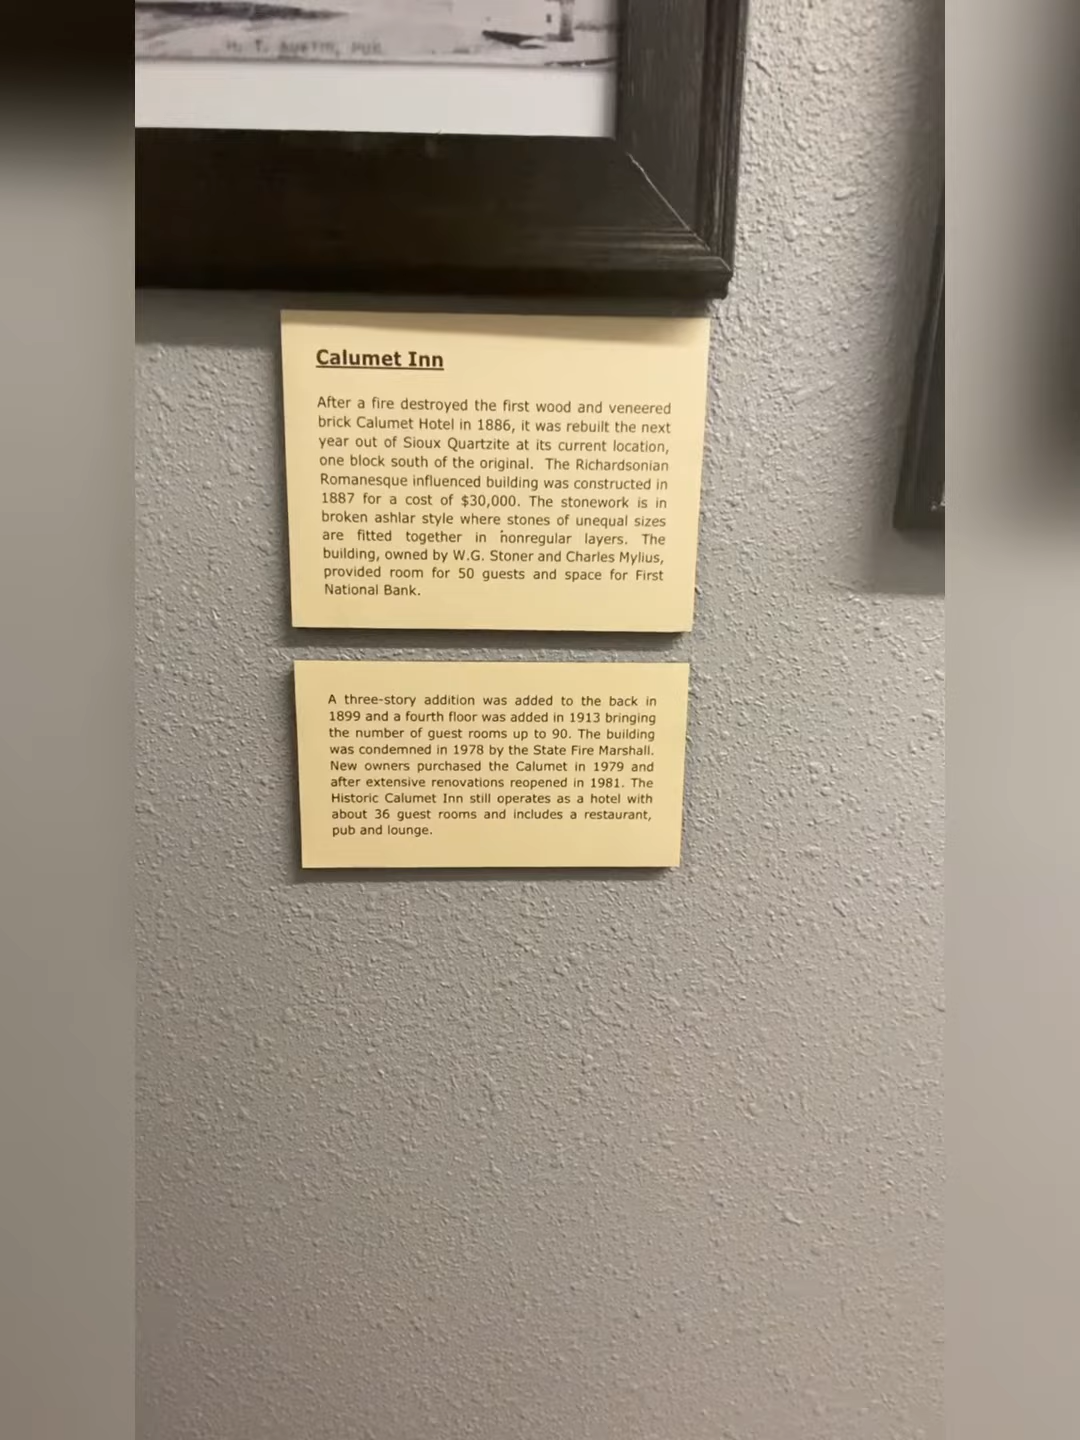 H. T. AUSTIN, PUB.
Calumet Inn
After a fire destroyed the first wood and veneered
brick Calumet Hotel in 1886, it was rebuilt the next
year out of Sioux Quartzite at its current location,
one block south of the original. The Richardsonian
Romanesque influenced building was constructed in
1887 for a cost of $30,000. The stonework is in
broken ashlar style where stones of unequal sizes
are fitted together in nonregular layers. The
building, owned by W.G. Stoner and Charles Mylius,
provided room for 50 guests and space for First
National Bank.
A three-story addition was added to the back in
1899 and a fourth floor was added in 1913 bringing
the number of guest rooms up to 90. The building
was condemned in 1978 by the State Fire Marshall.
New owners purchased the Calumet in 1979 and
after extensive renovations reopened in 1981. The
Historic Calumet Inn still operates as a hotel with
about 36 guest rooms and includes a restaurant,
pub and lounge.